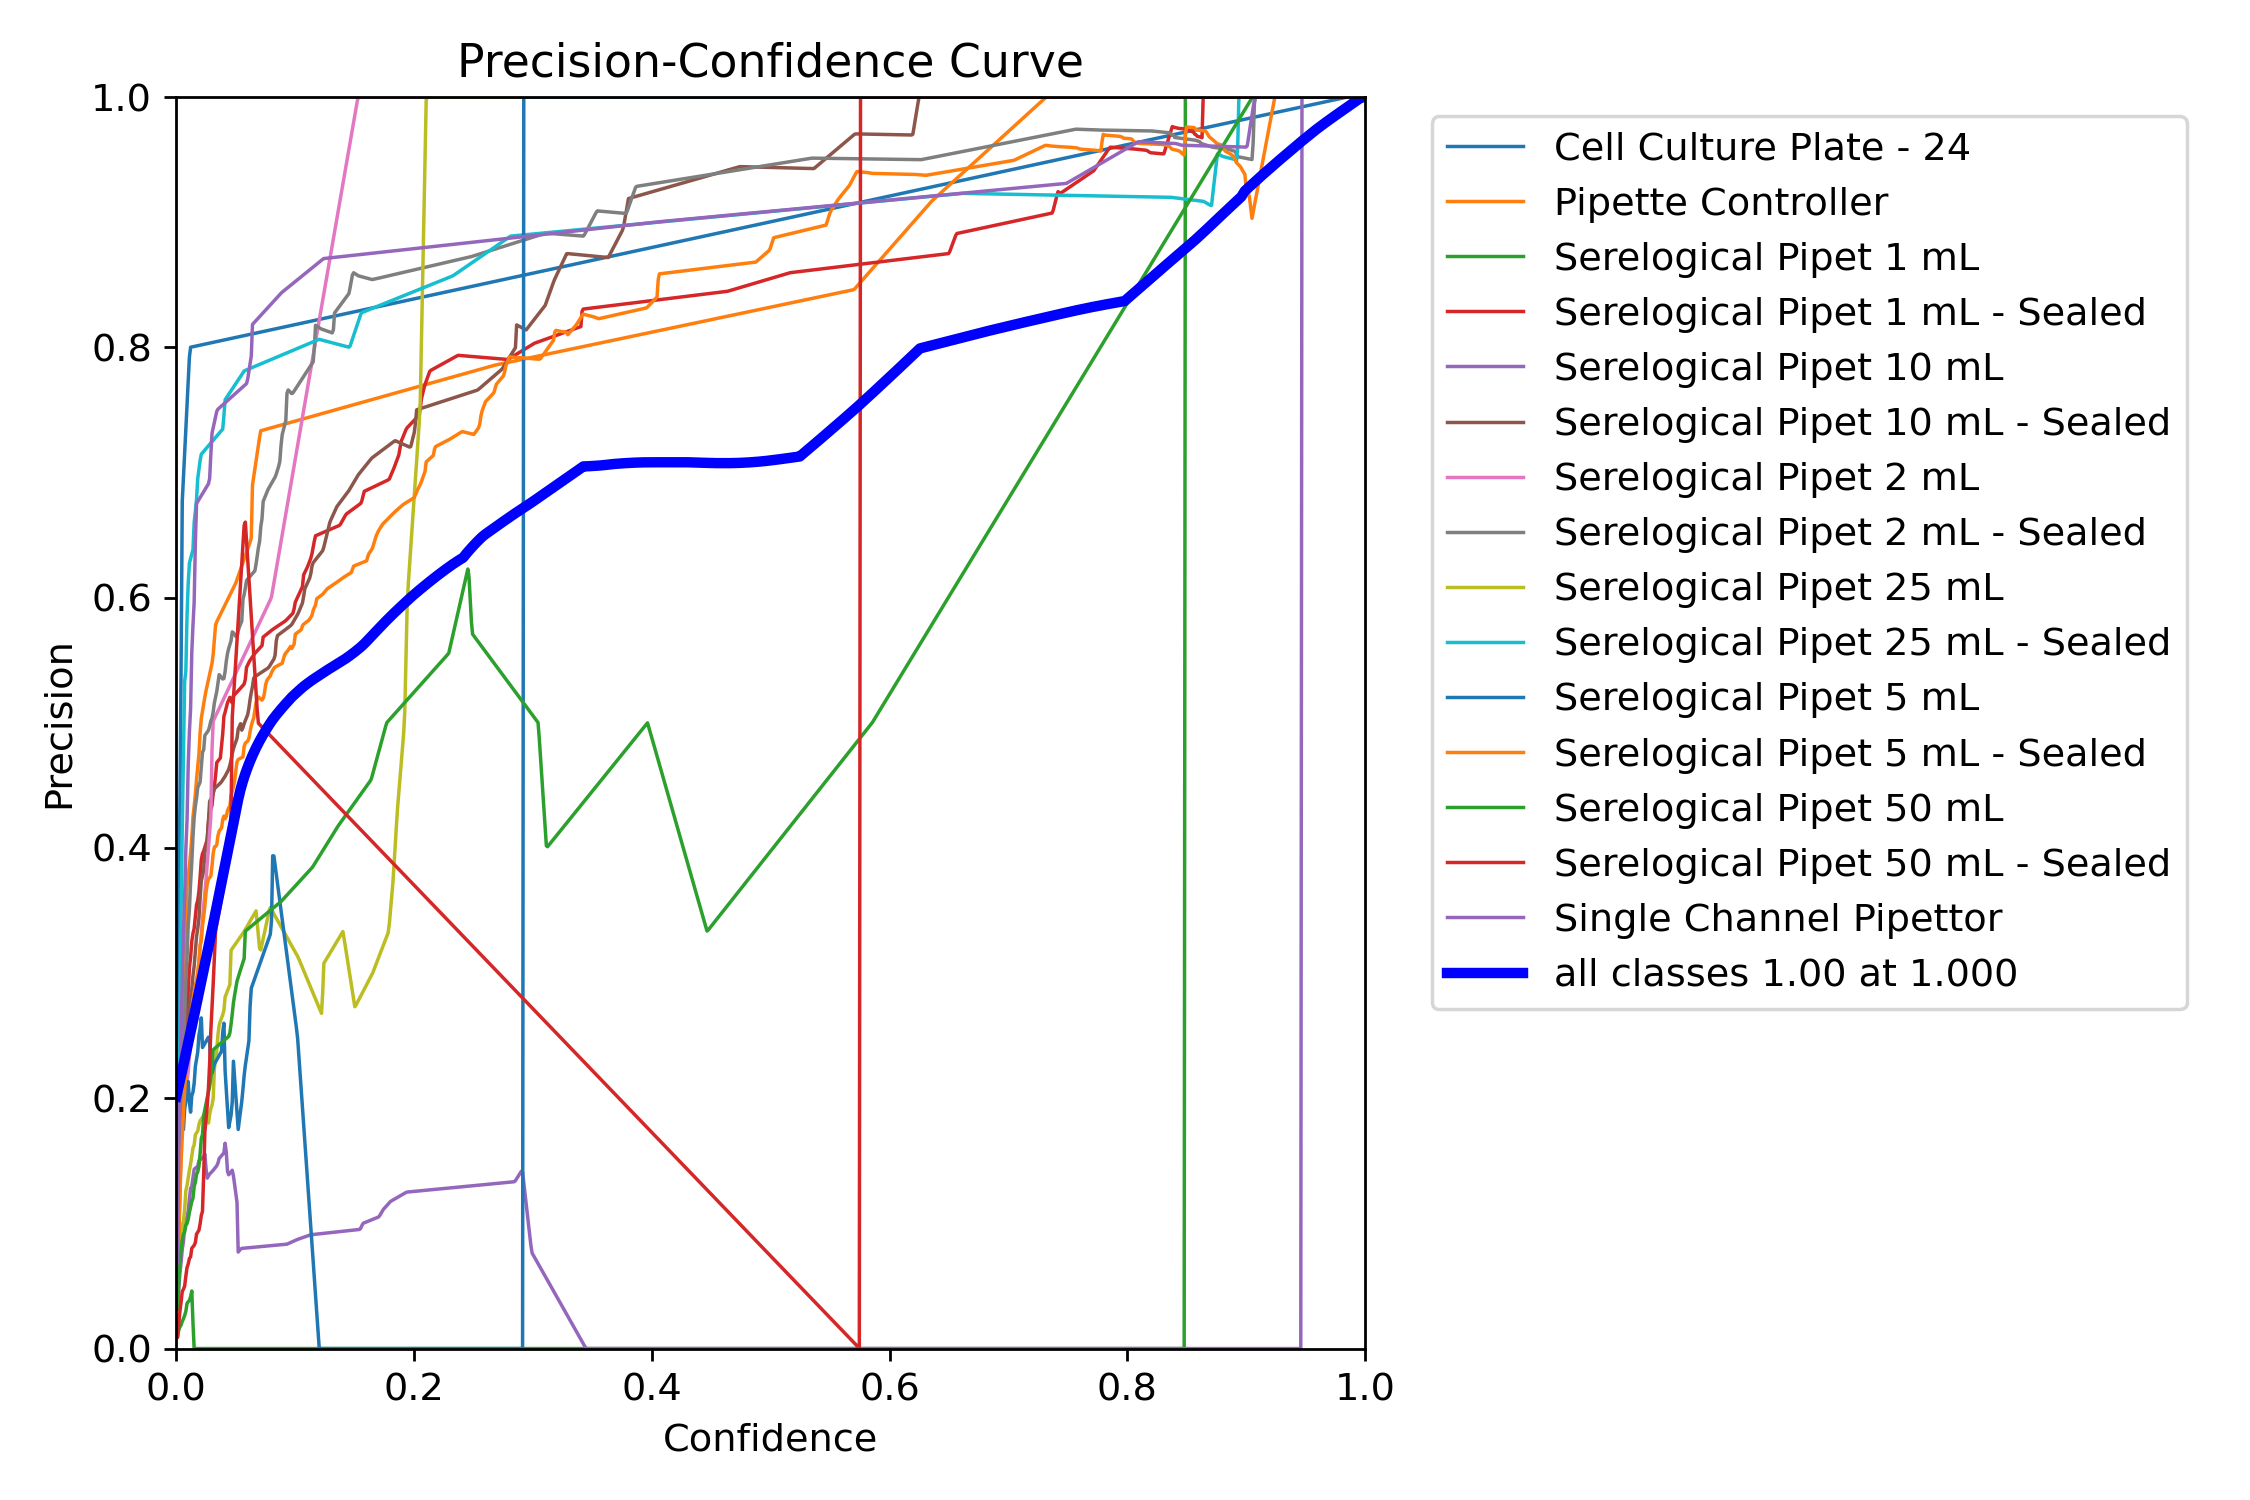 Precision-Confidence Curve
Precision
1.0
0.8
0.6
0.4
0.2
0.0
0.0 0.2 0.4 0.6 0.8 1.0
Confidence
Cell Culture Plate - 24
Pipette Controller
Serelogical Pipet 1 mL
Serelogical Pipet 1 mL - Sealed
Serelogical Pipet 10 mL
Serelogical Pipet 10 mL - Sealed
Serelogical Pipet 2 mL
Serelogical Pipet 2 mL - Sealed
Serelogical Pipet 25 mL
Serelogical Pipet 25 mL - Sealed
Serelogical Pipet 5 mL
Serelogical Pipet 5 mL - Sealed
Serelogical Pipet 50 mL
Serelogical Pipet 50 mL - Sealed
Single Channel Pipettor
all classes 1.00 at 1.000